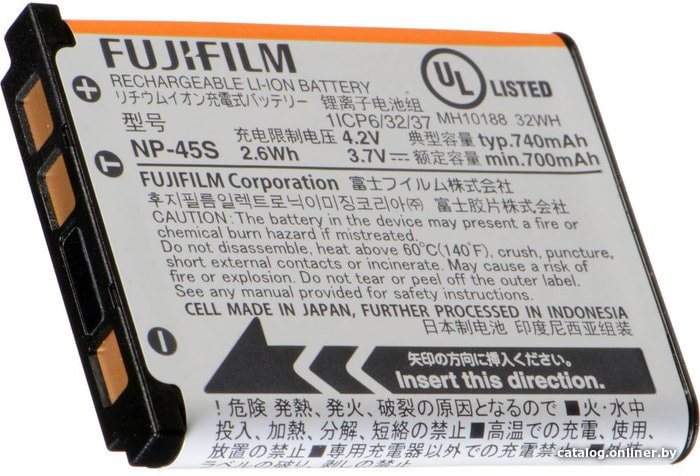 FUJIFILM
RECHARGEABLE LI-ION BATTERY
リチウムイオン充電式バッテリー 锂离子电池组
UL LISTED
MH10188 32WH
型号 1ICP6/32/37
NP-45S 充电限制电压 4.2V 典型容量 typ.740mAh
2.6Wh 3.7V 额定容量 min.700mAh
FUJIFILM Corporation 富士フイルム株式会社
후지필름일렉트로닉이미징코리아㈜ 富士胶片株式会社
CAUTION: The battery in the device may present a fire or
chemical burn hazard if mistreated.
Do not disassemble, heat above 60°C(140°F), crush, puncture,
short external contacts or incinerate. May cause a risk of
fire or explosion. Do not tear or peel off the outer label.
See any manual provided for safety instructions.
CELL MADE IN JAPAN, FURTHER PROCESSED IN INDONESIA
日本制电池 印度尼西亚组装
矢印の方向に挿入ください。
Insert this direction.
!危険 発熱、発火、破裂の原因となるので■火・水中
投入、加熱、分解、短絡の禁止■高温での充電、使用、
放置の禁止■専用充電器以外での充電の禁止
catalog.onliner.by